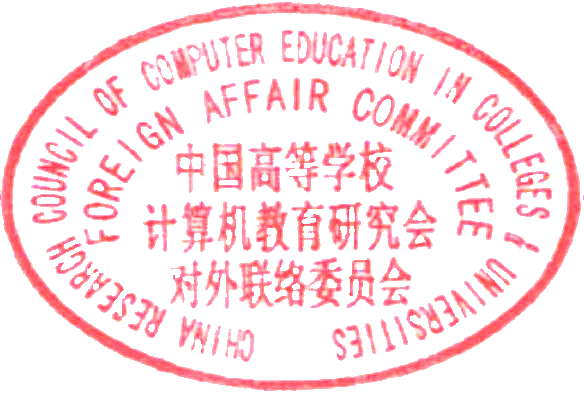 CHINA RESEARCH COUNCIL OF COMPUTER EDUCATION IN COLLEGES & UNIVERSITIES
FOREIGN AFFAIR COMMITTEE
中国高等学校
计算机教育研究会
对外联络委员会